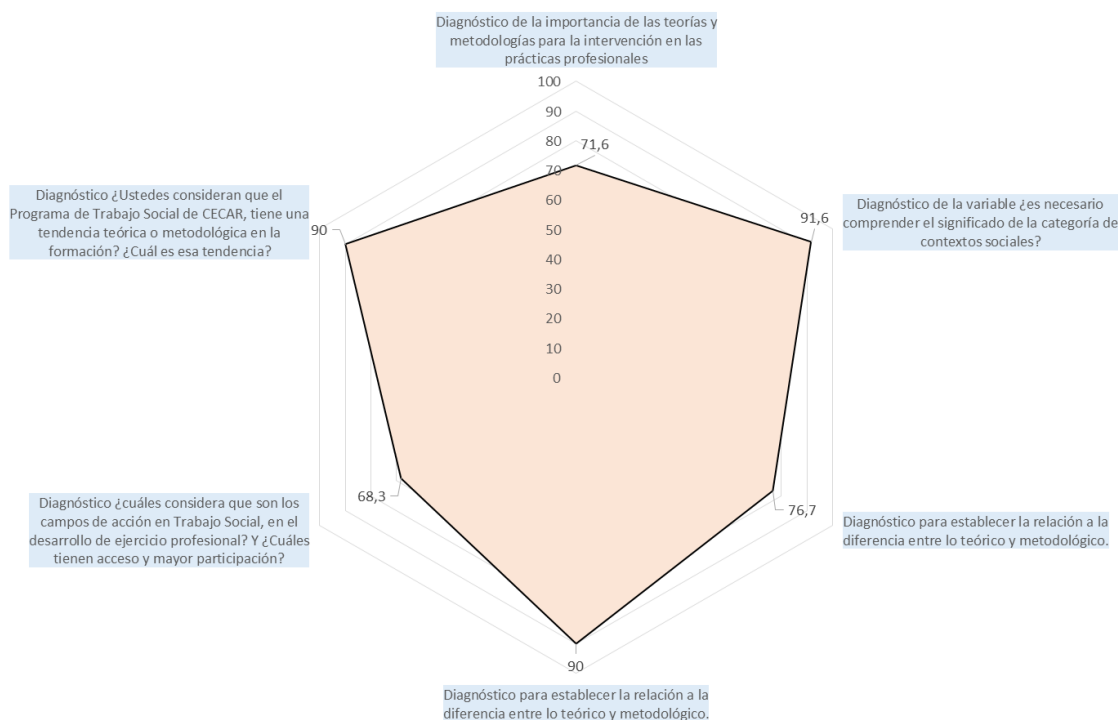 Diagnóstico de la importancia de las teorías y
metodologías para la intervención en las
prácticas profesionales
100
90
80
71,6
70
60
50
40
30
20
10
0
Diagnóstico ¿Ustedes consideran que el
Programa de Trabajo Social de CECAR, tiene una
tendencia teórica o metodológica en la
formación? ¿Cuál es esa tendencia?
90
91,6
Diagnóstico de la variable ¿es necesario
comprender el significado de la categoría de
contextos sociales?
Diagnóstico ¿cuáles considera que son los
campos de acción en Trabajo Social, en el
desarrollo de ejercicio profesional? Y ¿Cuáles
tienen acceso y mayor participación?
68,3
76,7
Diagnóstico para establecer la relación a la
diferencia entre lo teórico y metodológico.
90
Diagnóstico para establecer la relación a la
diferencia entre lo teórico y metodológico.